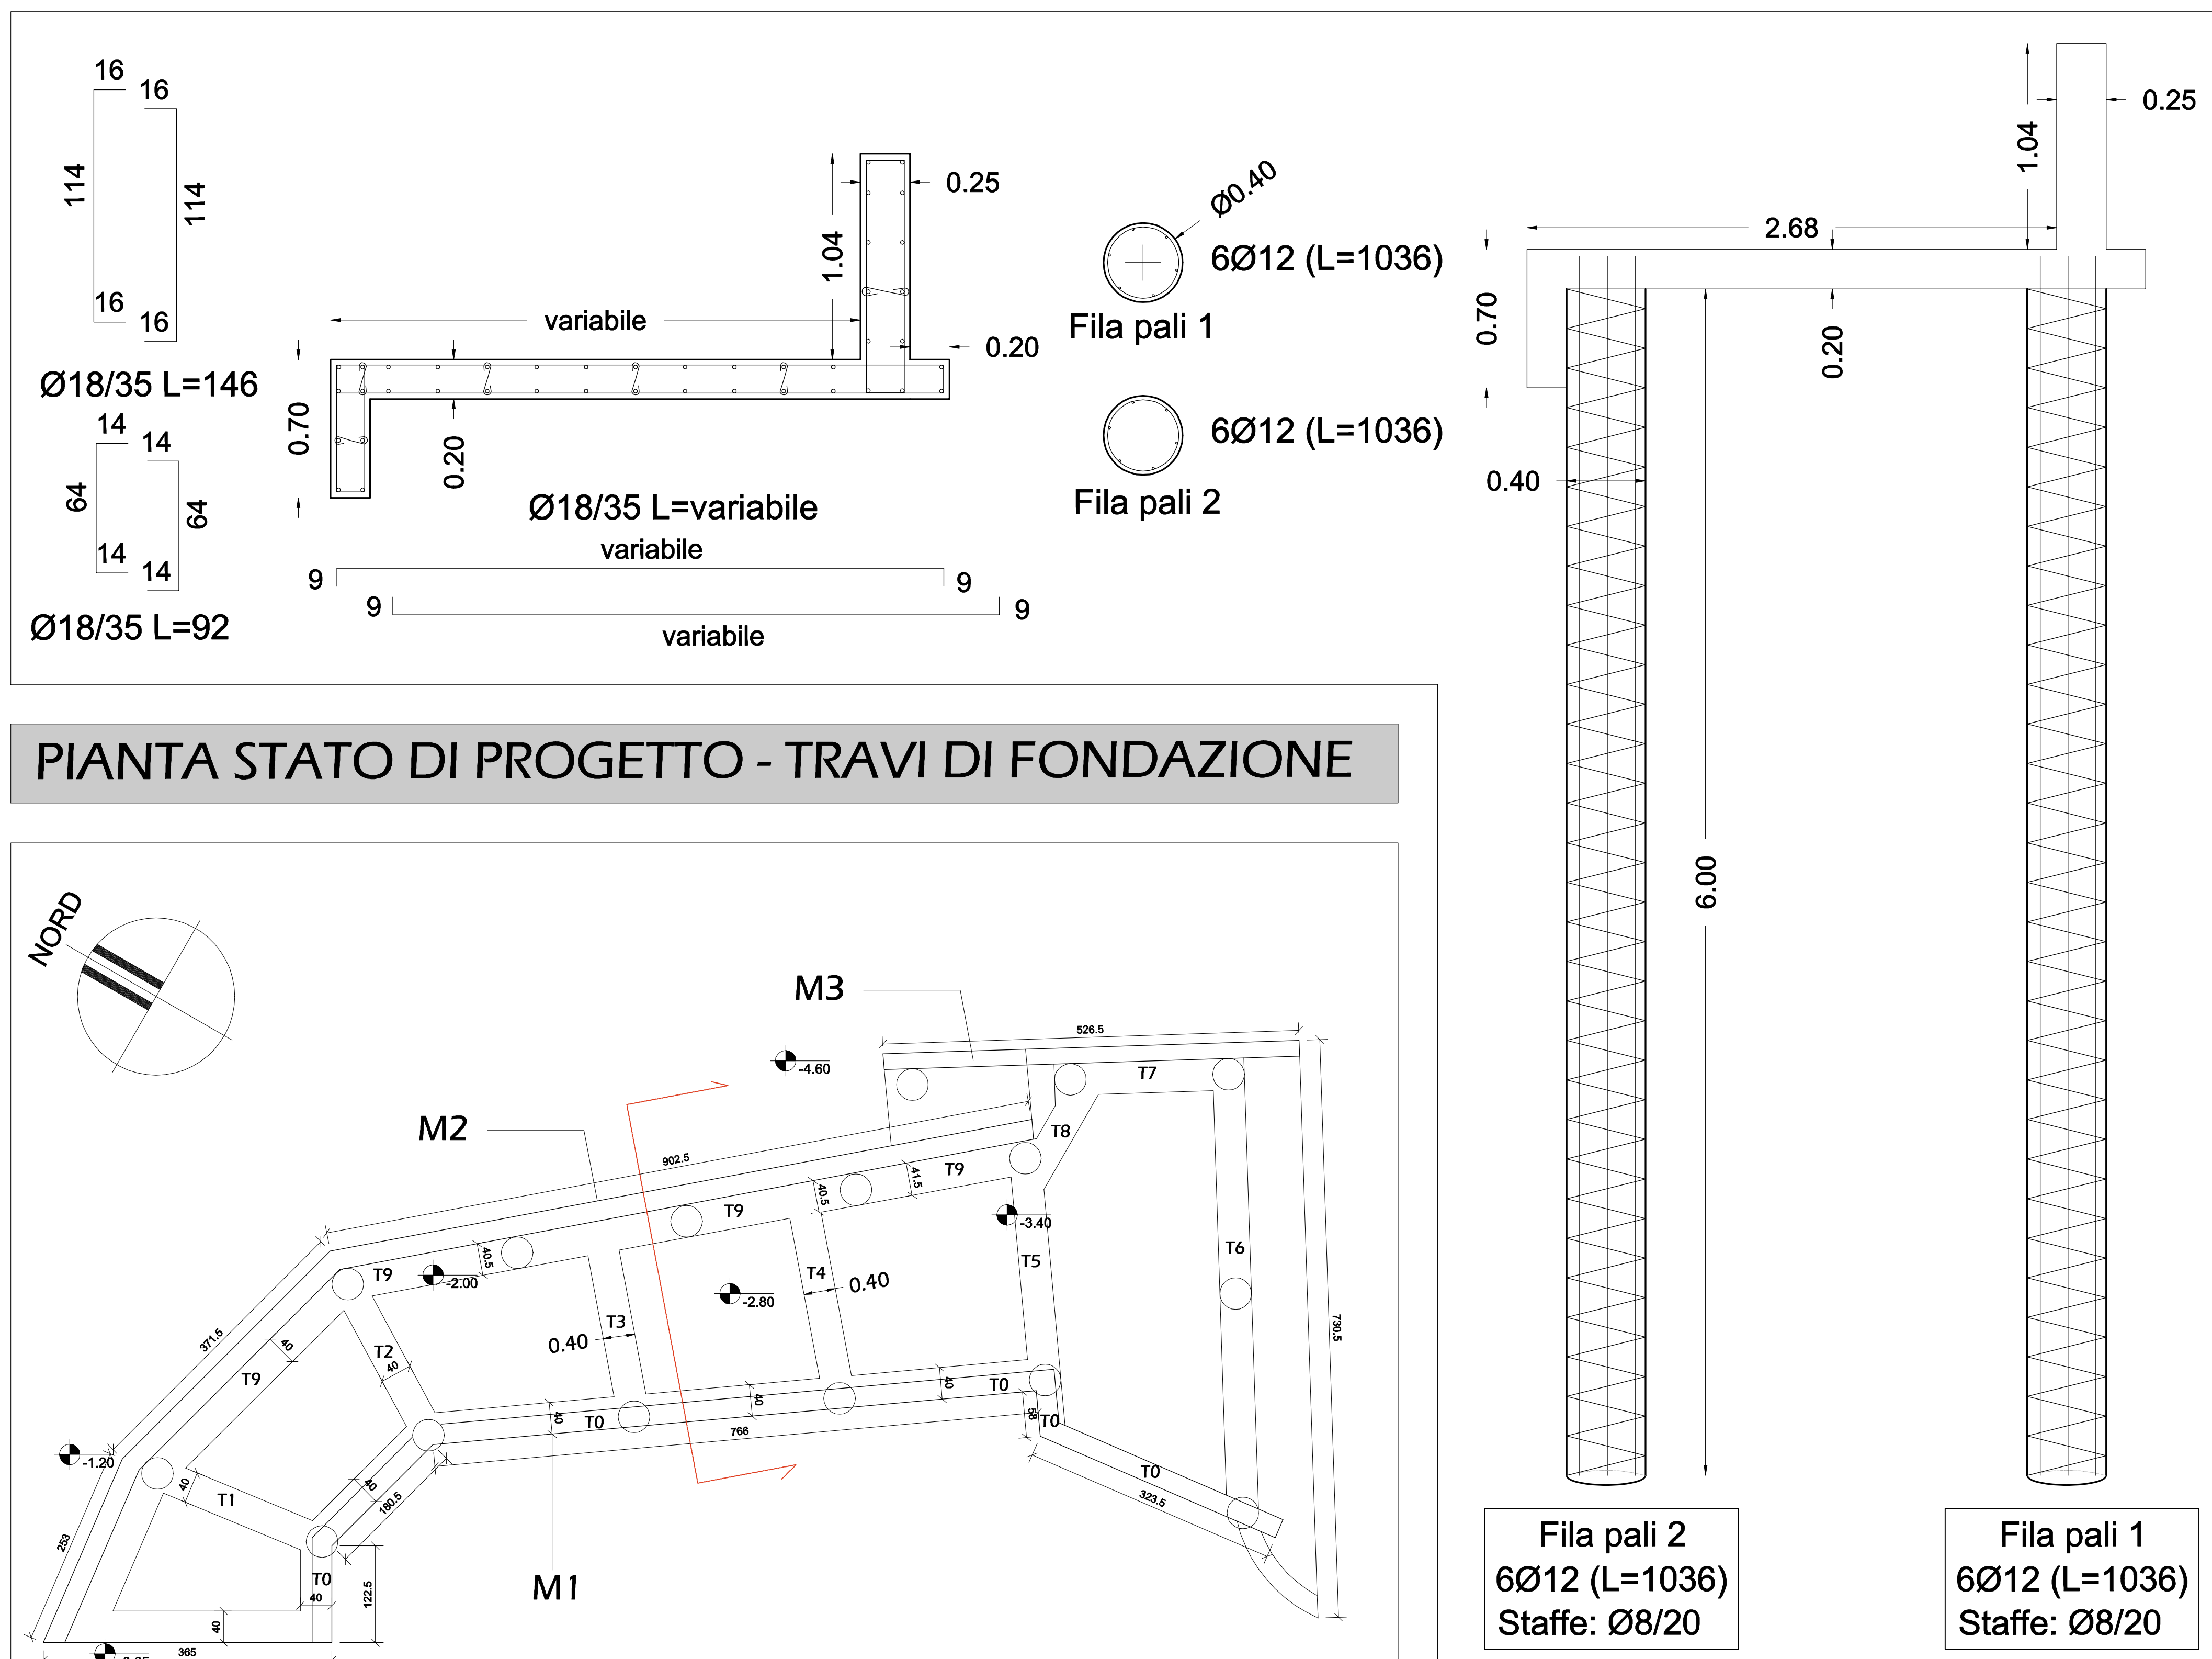 16
16
114
114
16
16
Ø18/35 L=146
14
14
64
64
14
14
Ø18/35 L=92
variabile
1.04
0.25
0.20
0.70
0.20
Ø18/35 L=variabile
variabile
9
9
9
9
variabile
Ø0.40
6Ø12 (L=1036)
Fila pali 1
6Ø12 (L=1036)
Fila pali 2
0.25
1.04
2.68
0.70
0.20
0.40
6.00
Fila pali 2
6Ø12 (L=1036)
Staffe: Ø8/20
Fila pali 1
6Ø12 (L=1036)
Staffe: Ø8/20
PIANTA STATO DI PROGETTO - TRAVI DI FONDAZIONE
NORD
M3
526.5
-4.60
T7
M2
T8
902.5
T9
41.5
40.5
T9
-3.40
T5
T6
40.5
T9
-2.00
T4
0.40
-2.80
T3
0.40
730.5
371.5
40
T2
40
T9
40
T0
40
40
T0
766
58
T0
T0
323.5
-1.20
40
T1
40
180.5
253
T0
40
122.5
M1
40
365